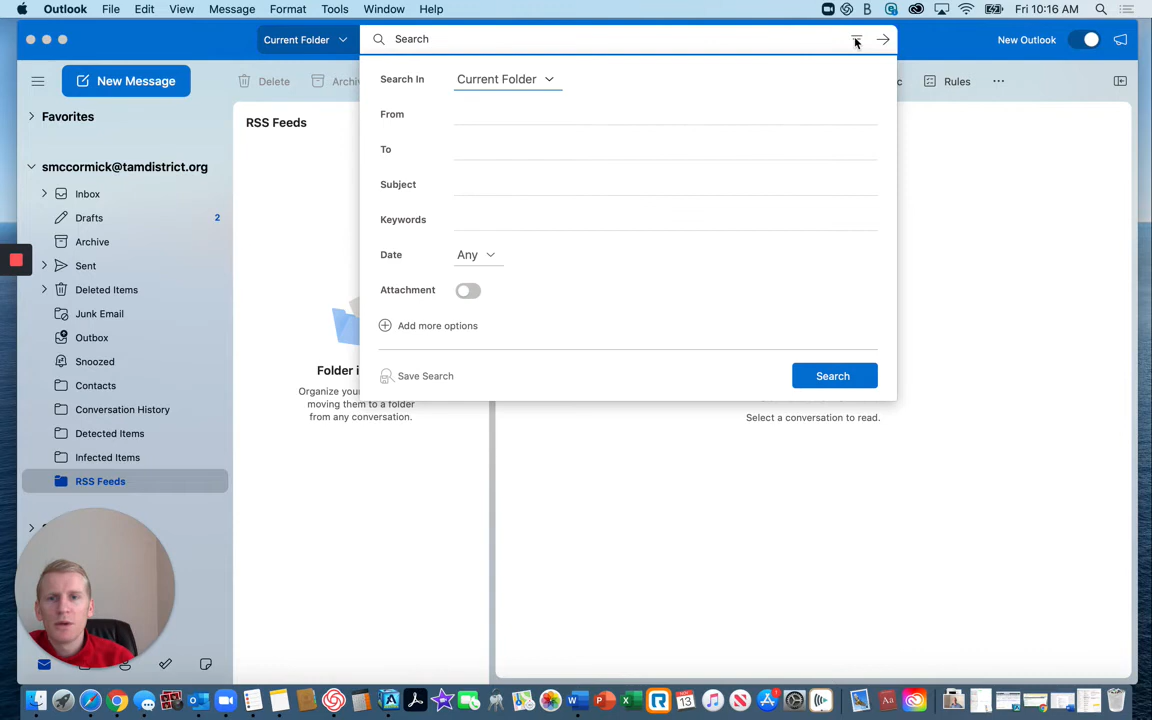 Outlook File Edit View Message Format Tools Window Help Fri 10:16 AM
Current Folder Search New Outlook
New Message Delete Rules
Search In Current Folder
Favorites From
RSS Feeds
To
smccormick@tamdistrict.org
Subject
Inbox
Drafts 2 Keywords
Archive
Date Any
Sent
Deleted Items Attachment
Junk Email
Add more options
Outbox
Snoozed
Save Search Search
Contacts
Organize your
moving them to a folder
Conversation History from any conversation. Select a conversation to read.
Detected Items
Infected Items
RSS Feeds